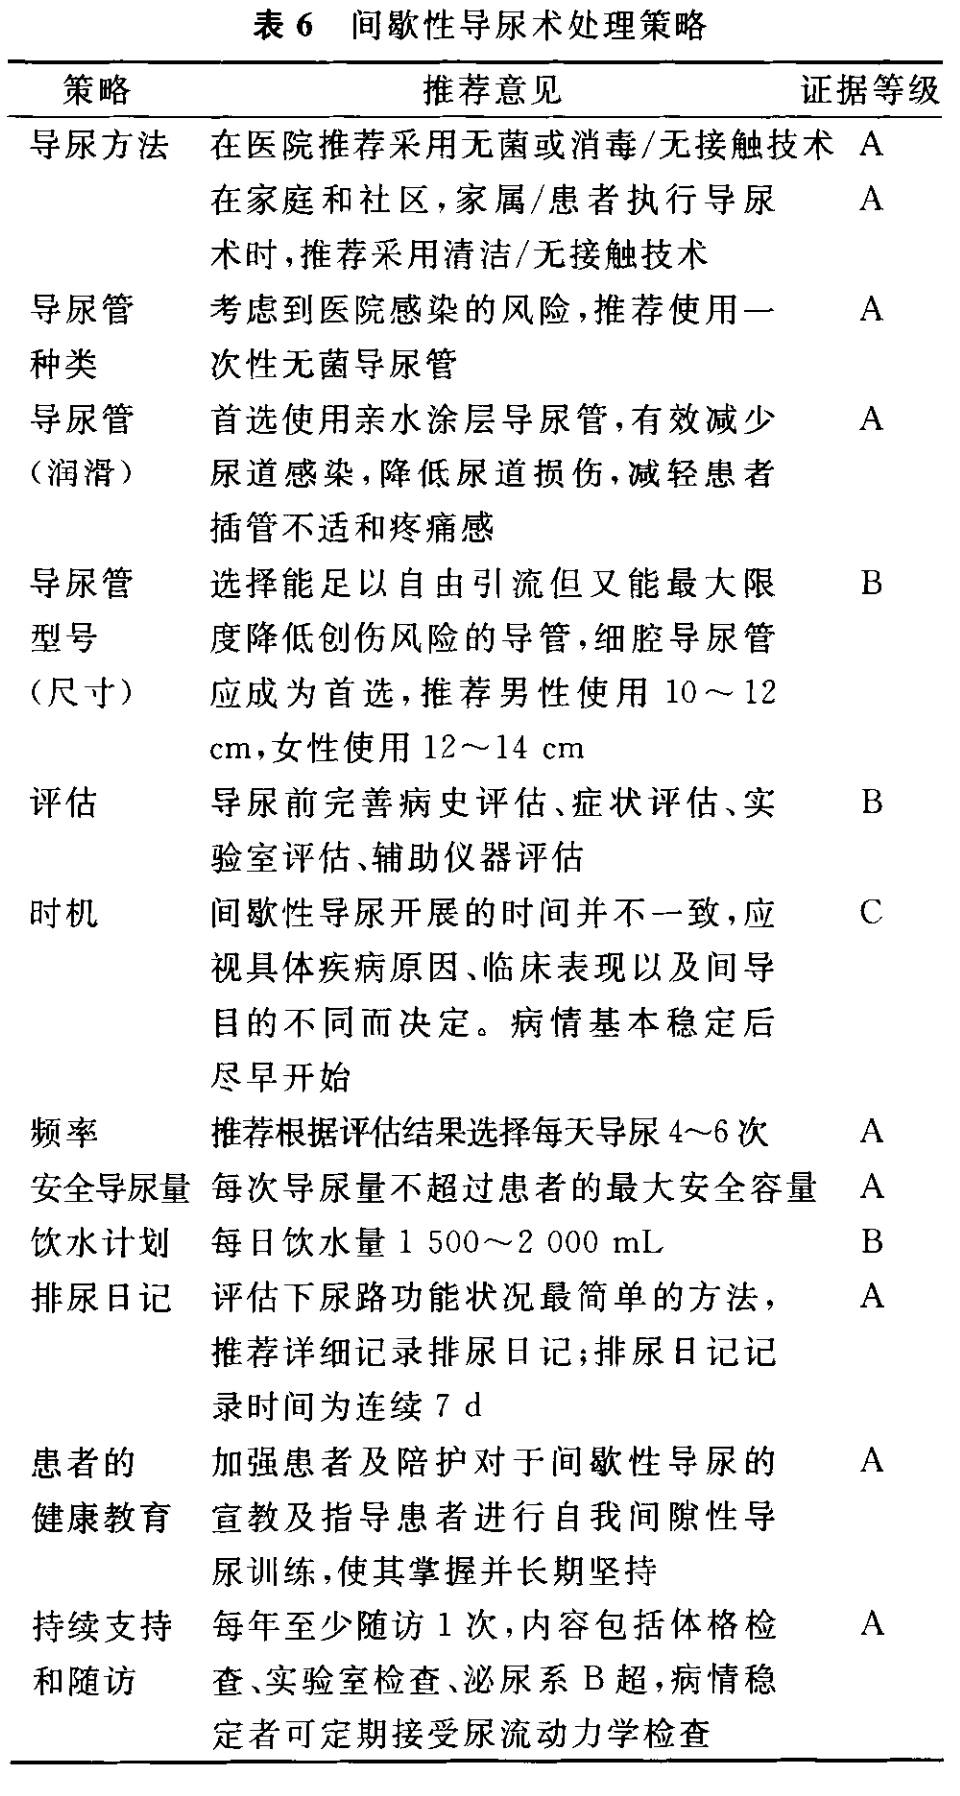 表 6 间歇性导尿术处理策略
策略 推荐意见 证据等级
导尿方法 在医院推荐采用无菌或消毒/无接触技术 A
在家庭和社区,家属/患者执行导尿 A
术时,推荐采用清洁/无接触技术
导尿管 考虑到医院感染的风险,推荐使用一 A
种类 次性无菌导尿管
导尿管 首选使用亲水涂层导尿管,有效减少 A
(润滑) 尿道感染,降低尿道损伤,减轻患者
插管不适和疼痛感
导尿管 选择能足以自由引流但又能最大限 B
型号 度降低创伤风险的导管,细腔导尿管
(尺寸) 应成为首选,推荐男性使用 10～12
cm,女性使用 12～14 cm
评估 导尿前完善病史评估、症状评估、实 B
验室评估、辅助仪器评估
时机 间歇性导尿开展的时间并不一致,应 C
视具体疾病原因、临床表现以及间导
目的不同而决定。病情基本稳定后
尽早开始
频率 推荐根据评估结果选择每天导尿 4～6 次 A
安全导尿量 每次导尿量不超过患者的最大安全容量 A
饮水计划 每日饮水量 1 500～2 000 mL B
排尿日记 评估下尿路功能状况最简单的方法, A
推荐详细记录排尿日记;排尿日记记
录时间为连续 7 d
患者的 加强患者及陪护对于间歇性导尿的 A
健康教育 宣教及指导患者进行自我间隙性导
尿训练,使其掌握并长期坚持
持续支持 每年至少随访 1 次,内容包括体格检 A
和随访 查、实验室检查、泌尿系 B 超,病情稳
定者可定期接受尿流动力学检查